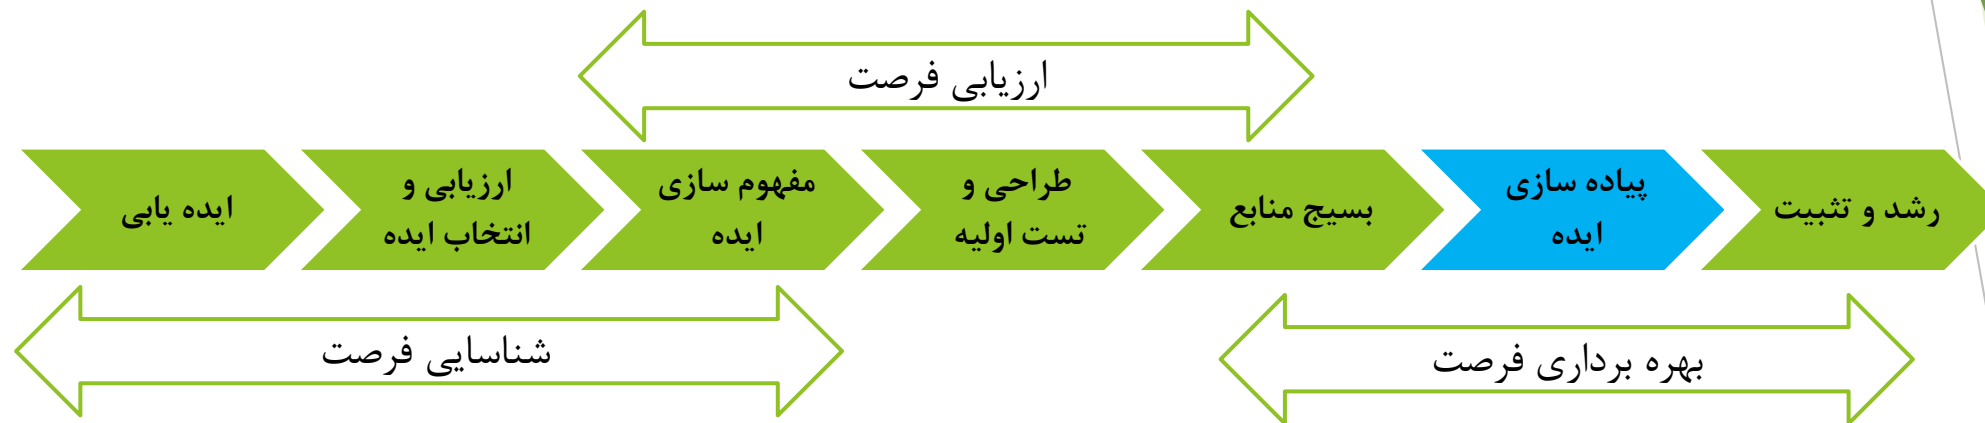 ارزیابی فرصت
ایده یابی
ارزیابی و
انتخاب ایده
مفهوم سازی
ایده
طراحی و
تست اولیه
بسیج منابع
پیاده سازی
ایده
رشد و تثبیت
شناسایی فرصت
بهره برداری فرصت